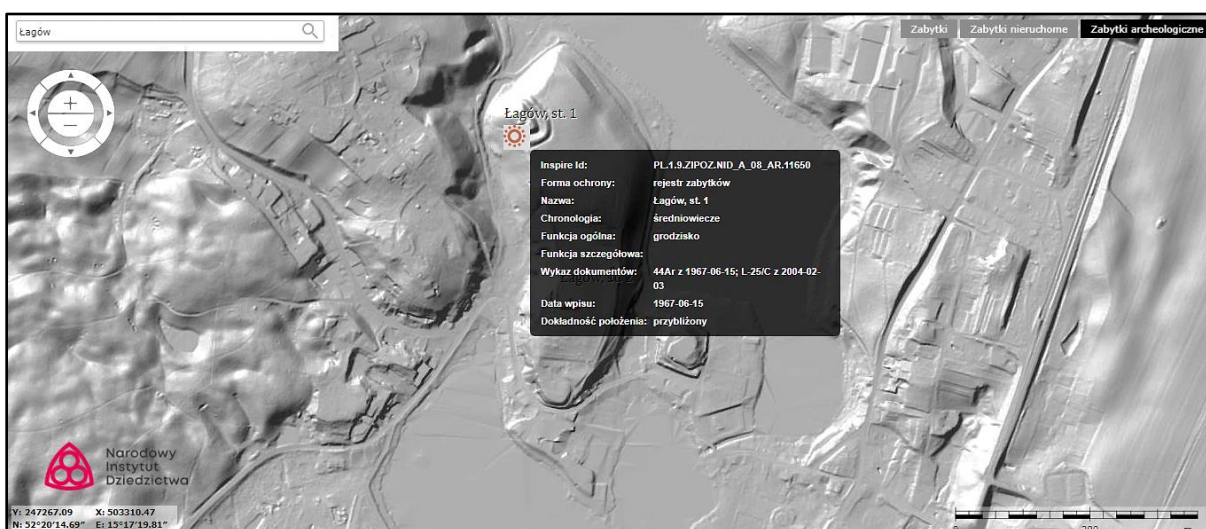 Łagów
Zabytki Zabytki nieruchome Zabytki archeologiczne
Łagów, st. 1
Inspire Id: PL.1.9.ZIPOZ.NID_A_08_AR.11650
Forma ochrony: rejestr zabytków
Nazwa: Łagów, st. 1
Chronologia: średniowiecze
Funkcja ogólna: grodzisko
Funkcja szczegółowa:
Wykaz dokumentów: 44Ar z 1967-06-15; L-25/C z 2004-02-
03
Data wpisu: 1967-06-15
Dokładność położenia: przybliżony
Narodowy
Instytut
Dziedzictwa
Y: 247267.09 X: 503310.47
N: 52°20'14.69" E: 15°17'19.81"